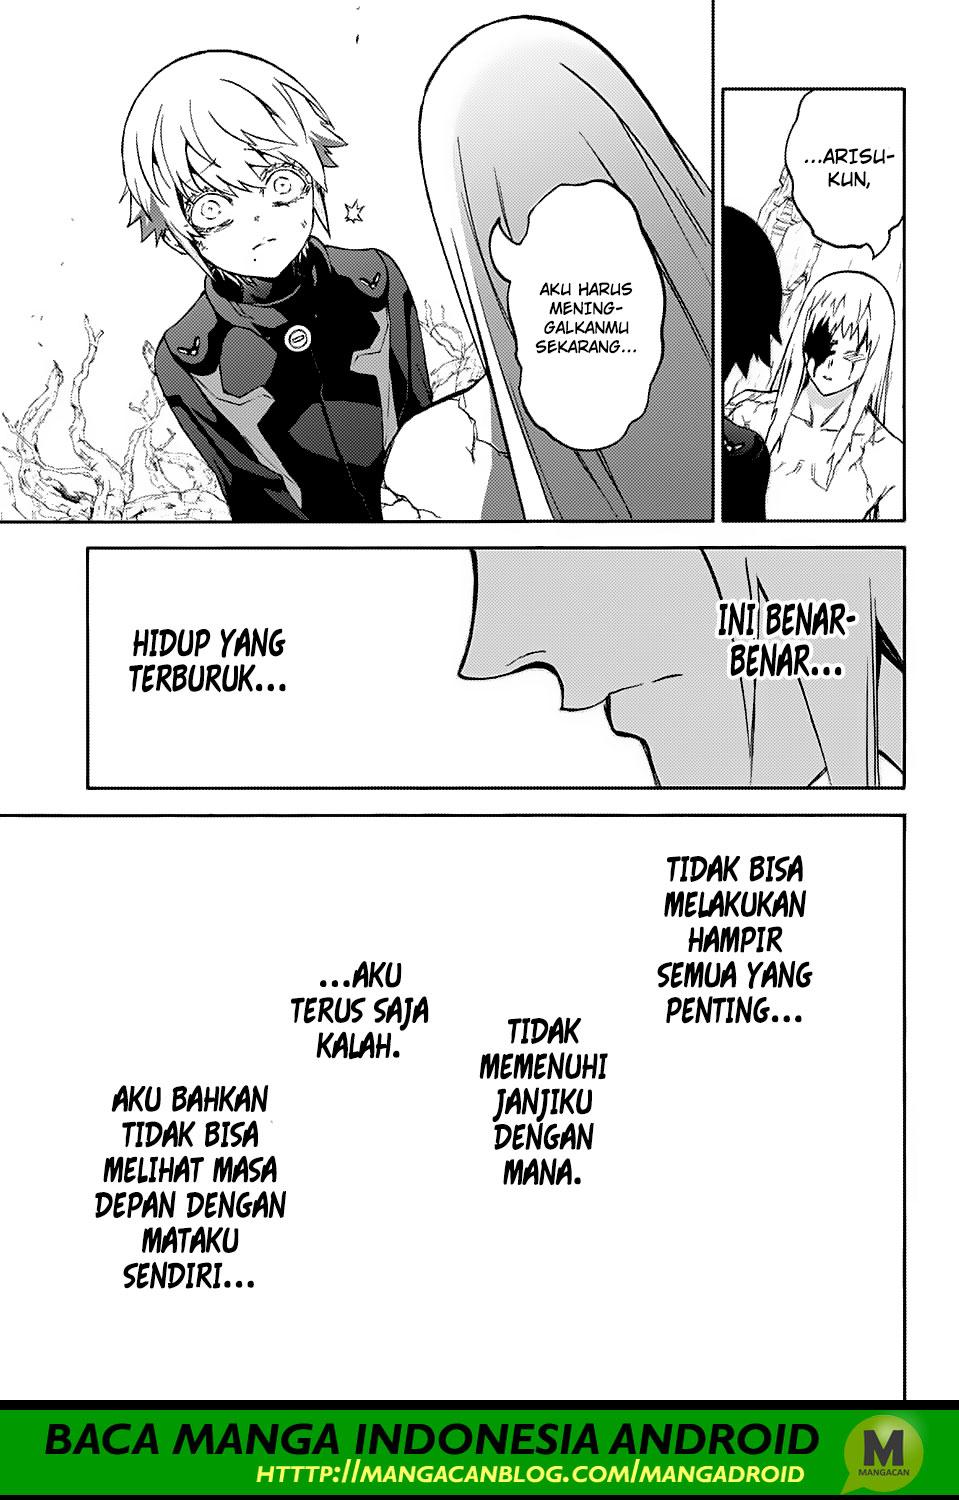 ...ARISU-
KUN,
AKU HARUS
MENING-
GALKANMU
SEKARANG...
INI BENAR-
BENAR...
HIDUP YANG
TERBURUK...
TIDAK BISA
MELAKUKAN
HAMPIR
SEMUA YANG
PENTING...
TIDAK
MEMENUHI
JANJIKU
DENGAN
MANA.
...AKU
TERUS SAJA
KALAH.
AKU BAHKAN
TIDAK BISA
MELIHAT MASA
DEPAN DENGAN
MATAKU
SENDIRI...
BACA MANGA INDONESIA ANDROID
HTTTP://MANGACANBLOG.COM/MANGADROID
M
MANGACAN